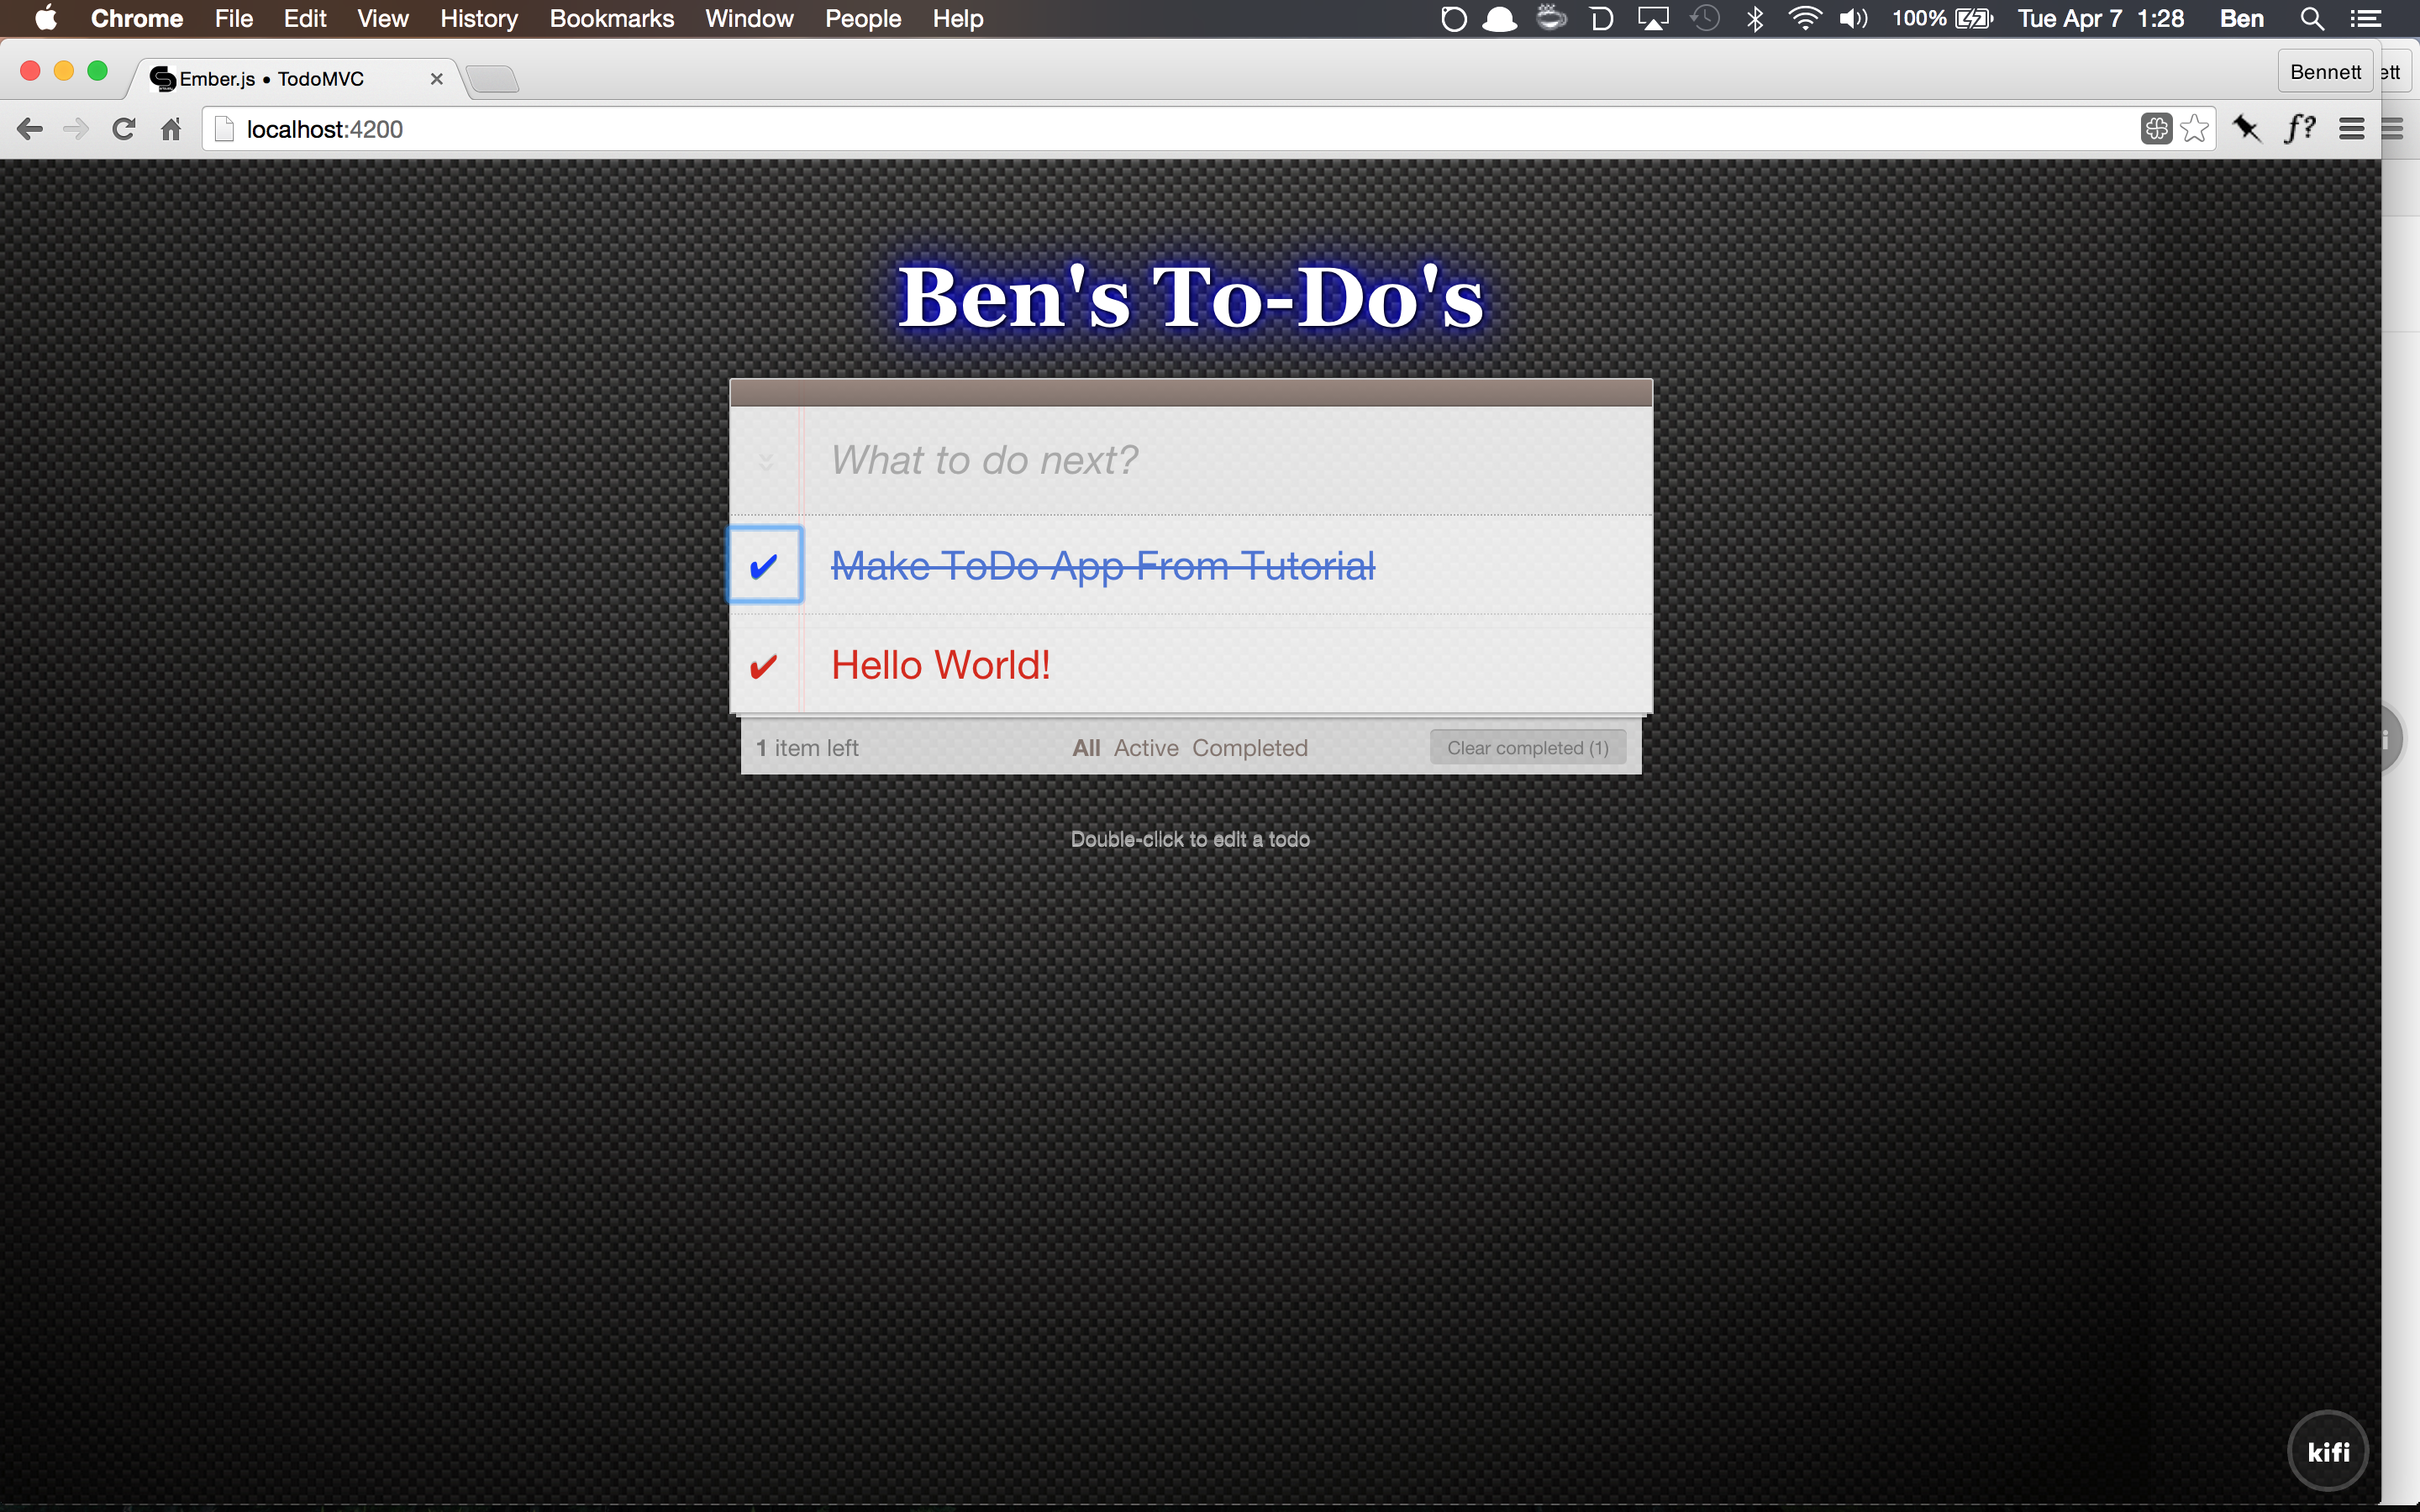 Chrome File Edit View History Bookmarks Window People Help 100% Tue Apr 7 1:28 Ben
Ember.js • TodoMVC Bennett ett
localhost:4200 f?
Ben's To-Do's
What to do next?
✔ Make ToDo App From Tutorial
✔ Hello World!
1 item left All Active Completed Clear completed (1)
i
Double-click to edit a todo
kifi